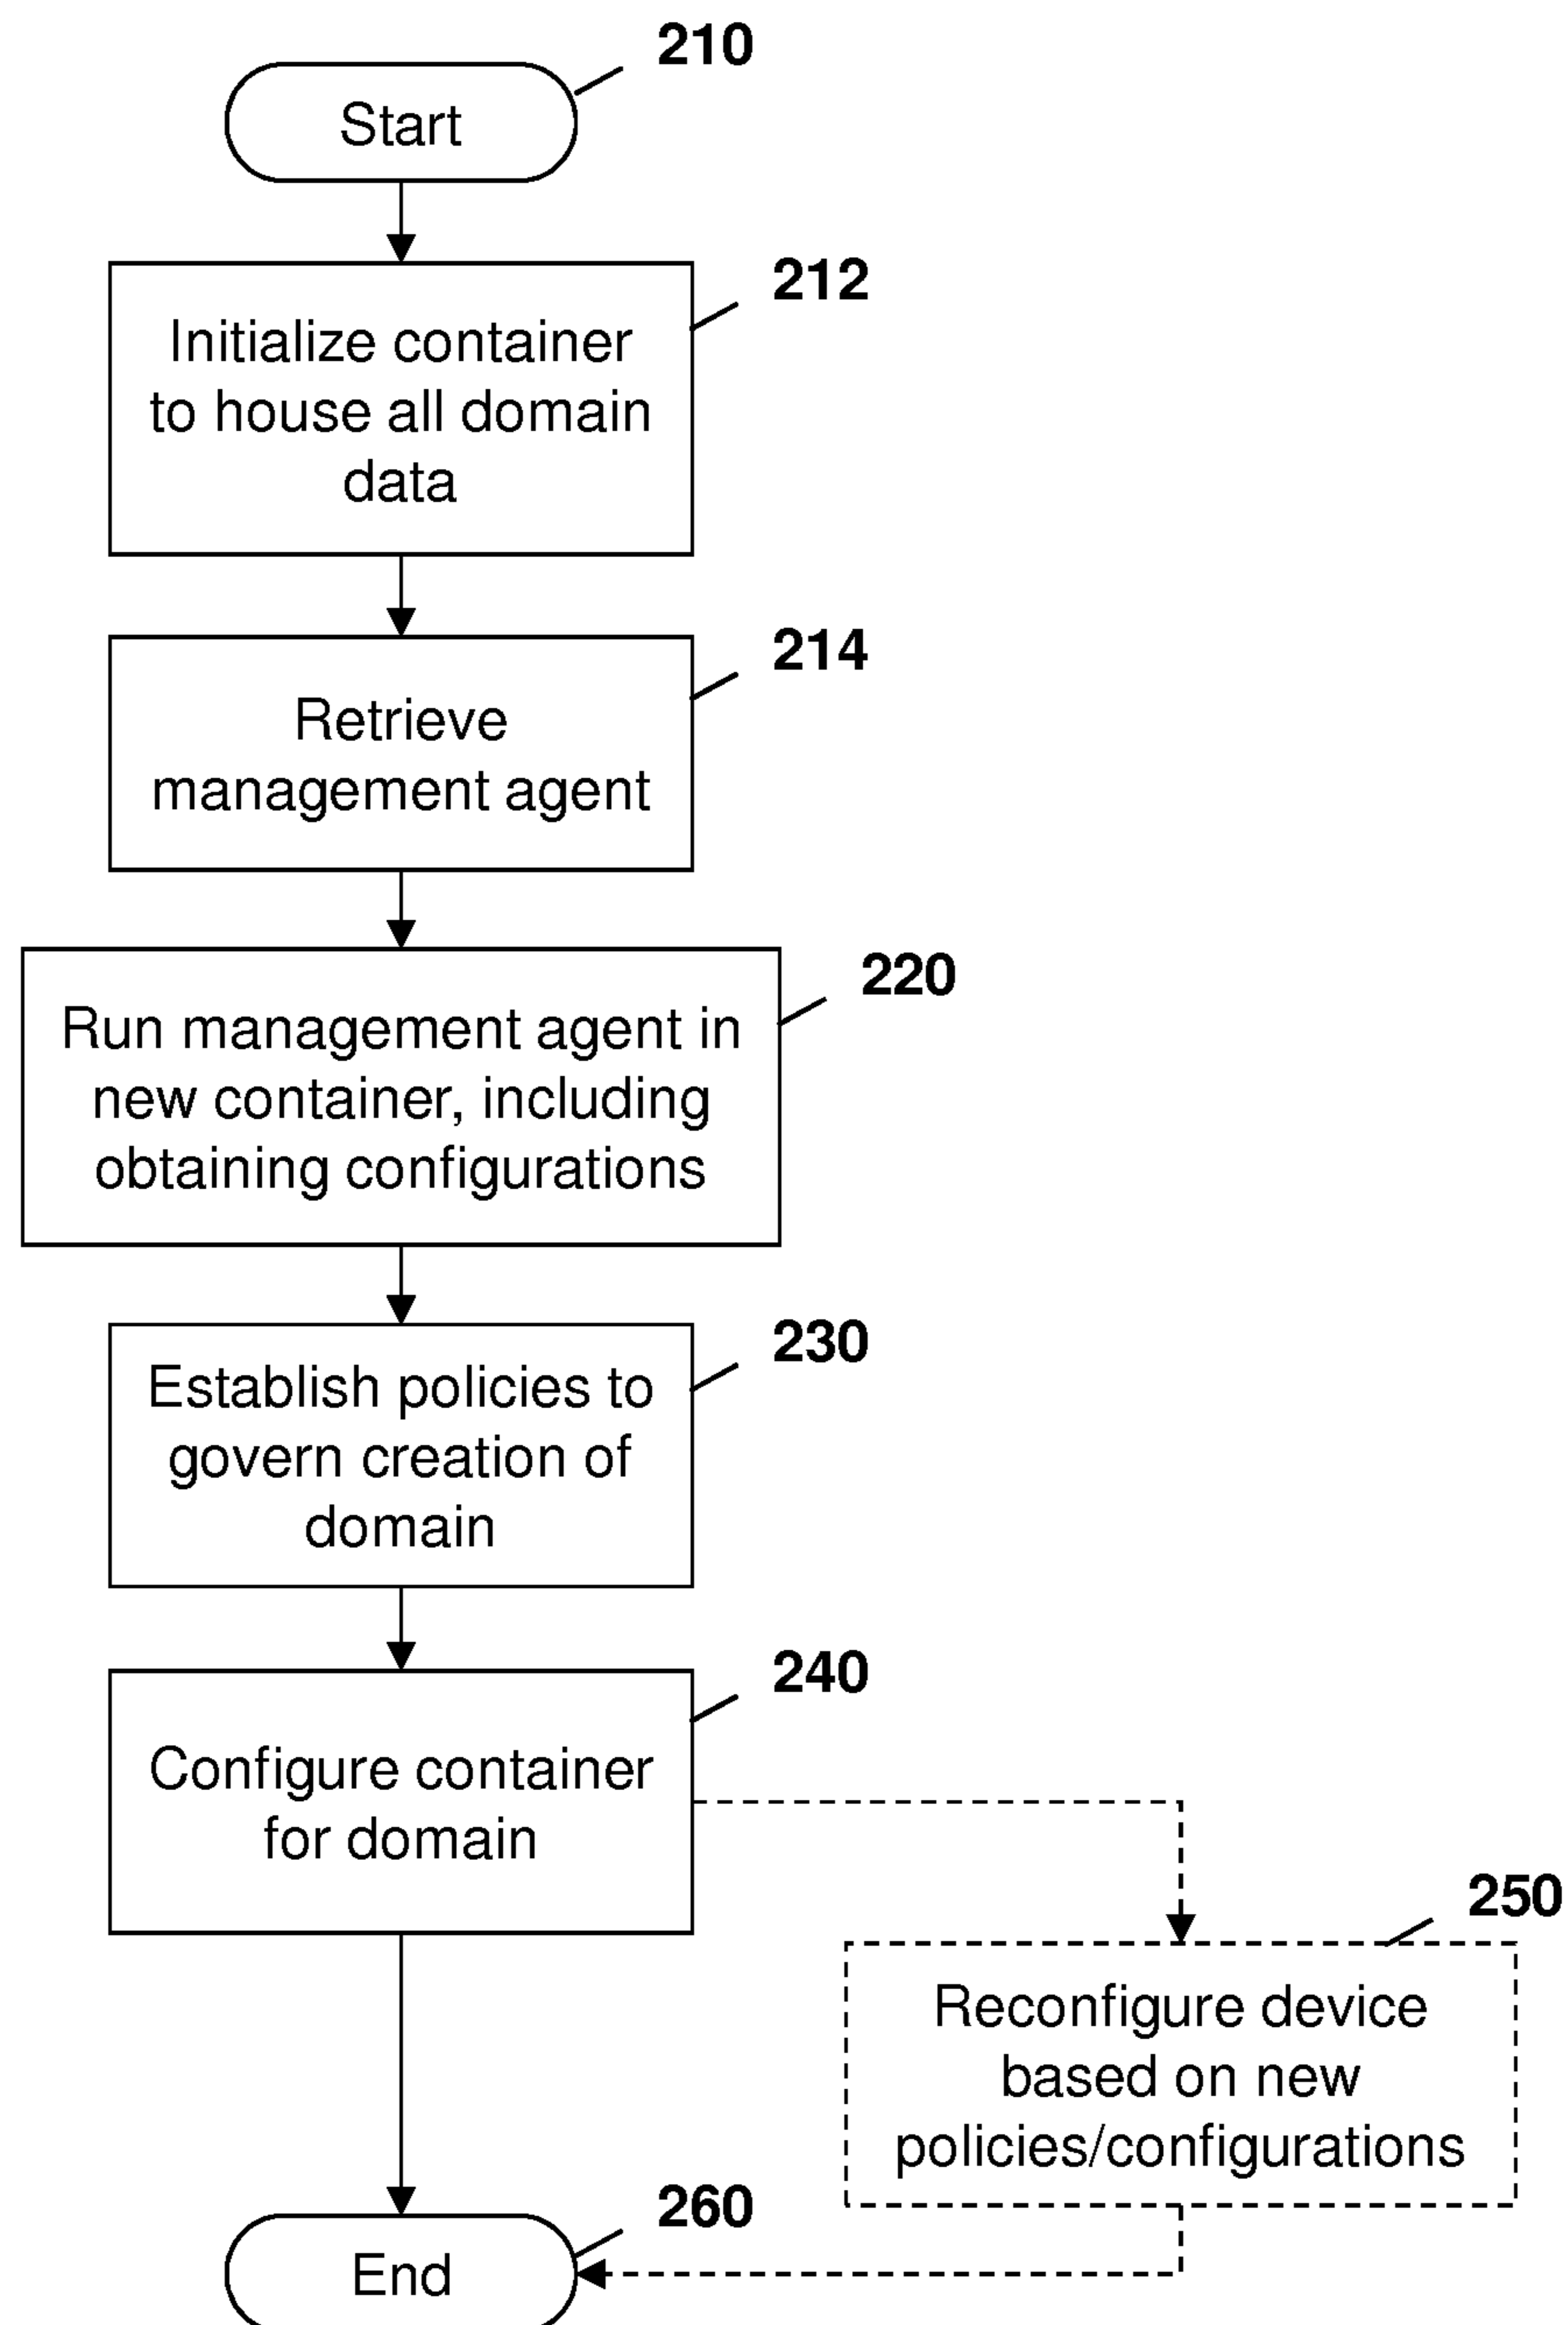 210
Start
212
Initialize container
to house all domain
data
214
Retrieve
management agent
220
Run management agent in
new container, including
obtaining configurations
230
Establish policies to
govern creation of
domain
240
Configure container
for domain
250
Reconfigure device
based on new
policies/configurations
260
End